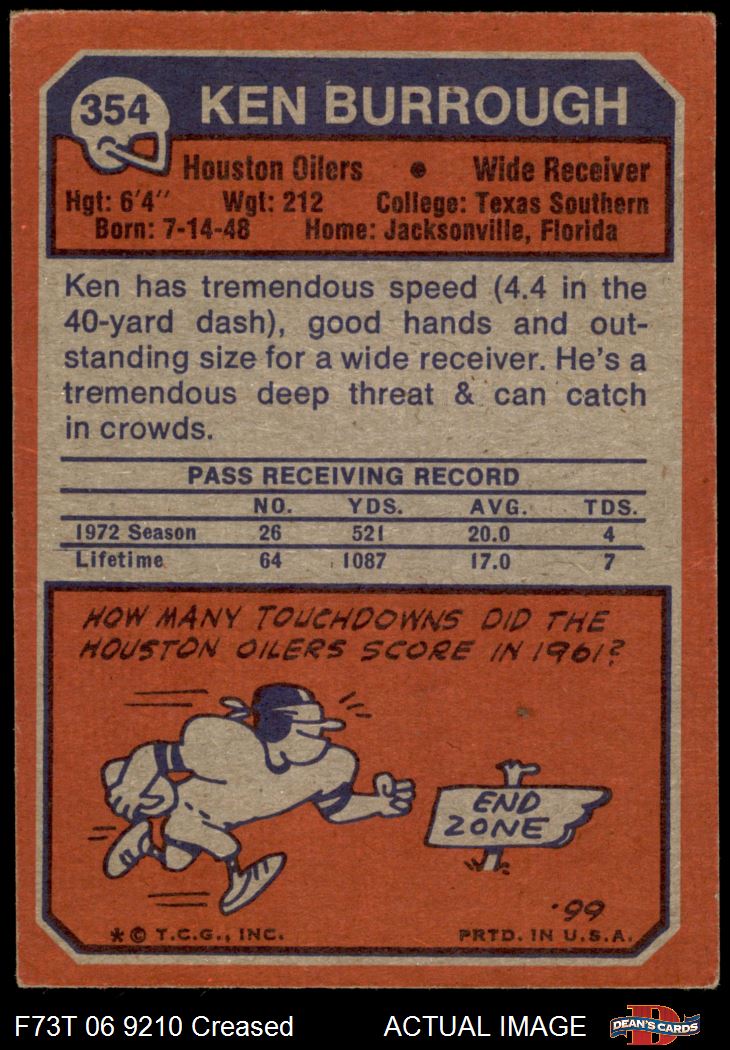 354 KEN BURROUGH
Houston Oilers • Wide Receiver
Hgt: 6'4" Wgt: 212 College: Texas Southern
Born: 7-14-48 Home: Jacksonville, Florida
Ken has tremendous speed (4.4 in the
40-yard dash), good hands and out-
standing size for a wide receiver. He's a
tremendous deep threat & can catch
in crowds.
PASS RECEIVING RECORD
NO. YDS. AVG. TDS.
1972 Season 26 521 20.0 4
Lifetime 64 1087 17.0 7
HOW MANY TOUCHDOWNS DID THE
HOUSTON OILERS SCORE IN 1961?
END
ZONE
·99
* © T.C.G., INC. PRTD. IN U.S.A.
F73T 06 9210 Creased ACTUAL IMAGE
DEAN'S CARDS